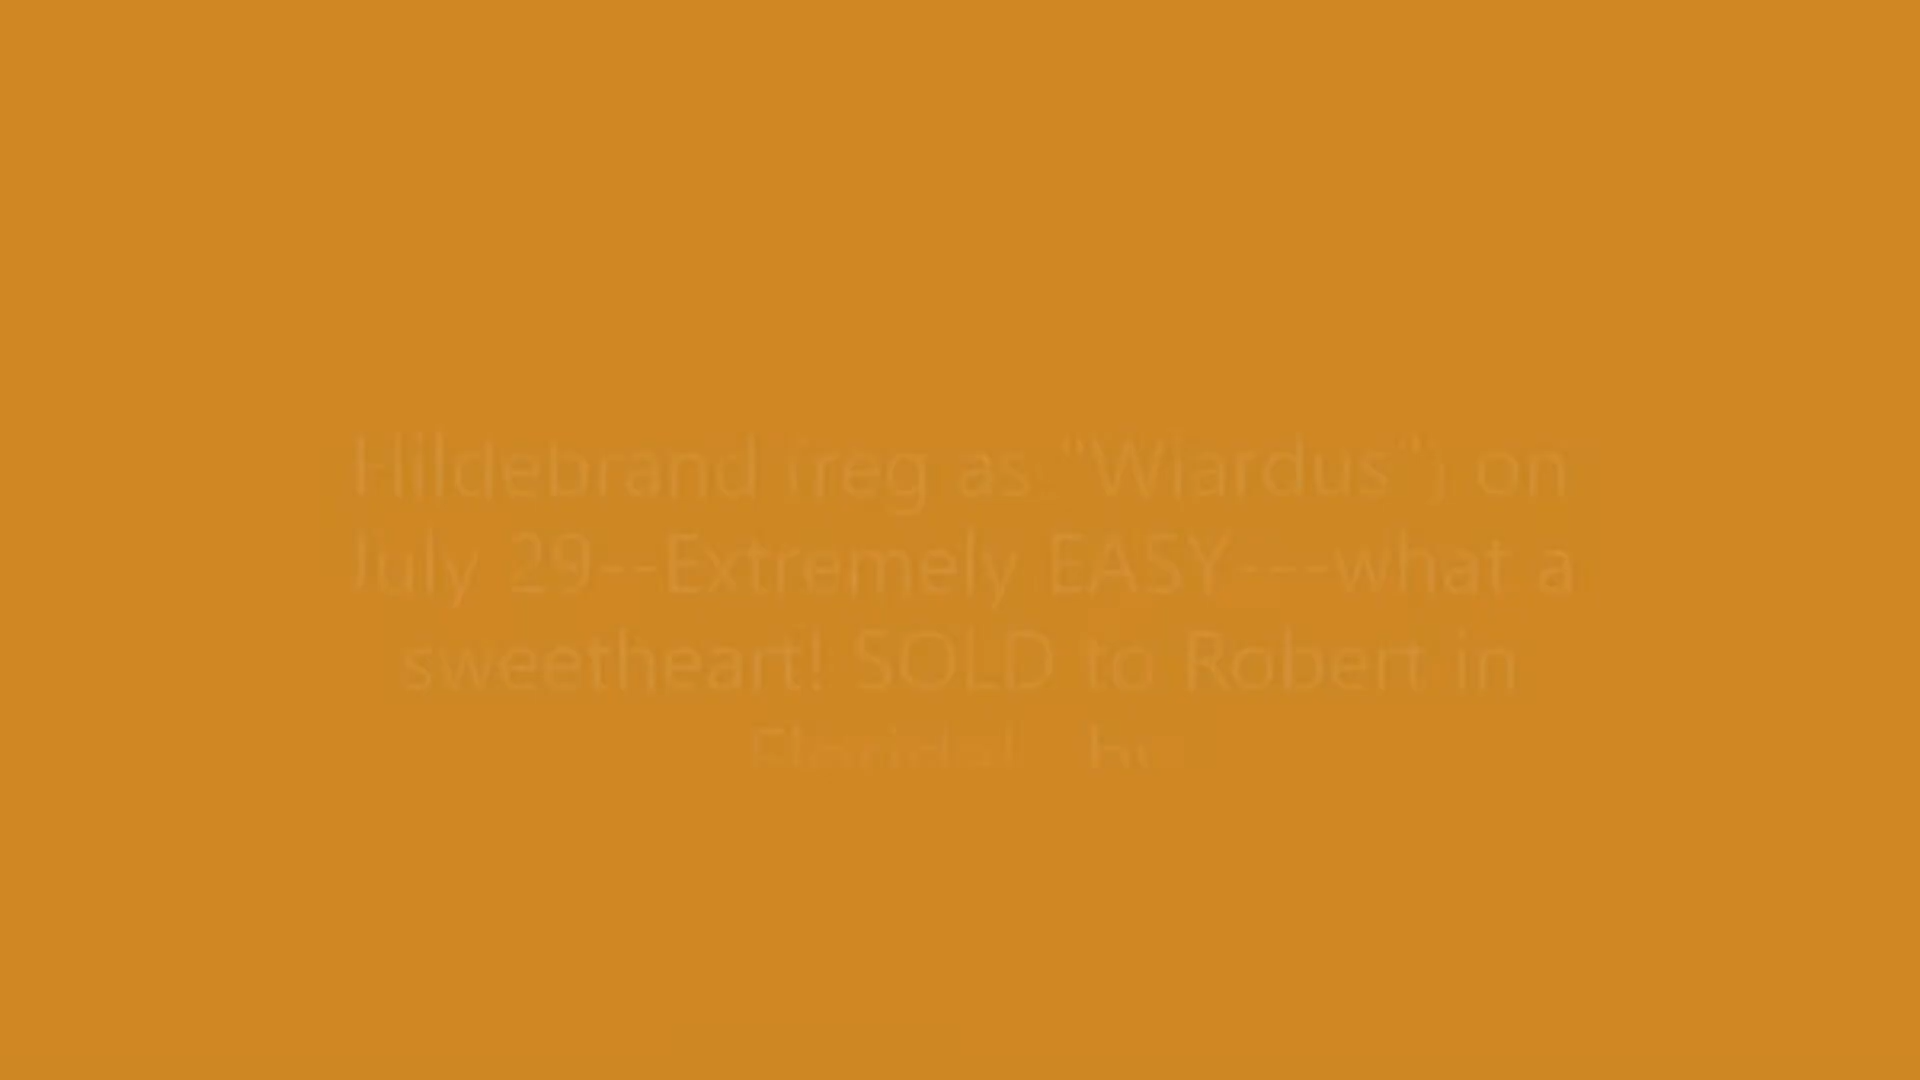 Hildebrand (reg as "Wiardus") on
July 29--Extremely EASY---what a
sweetheart! SOLD to Robert in